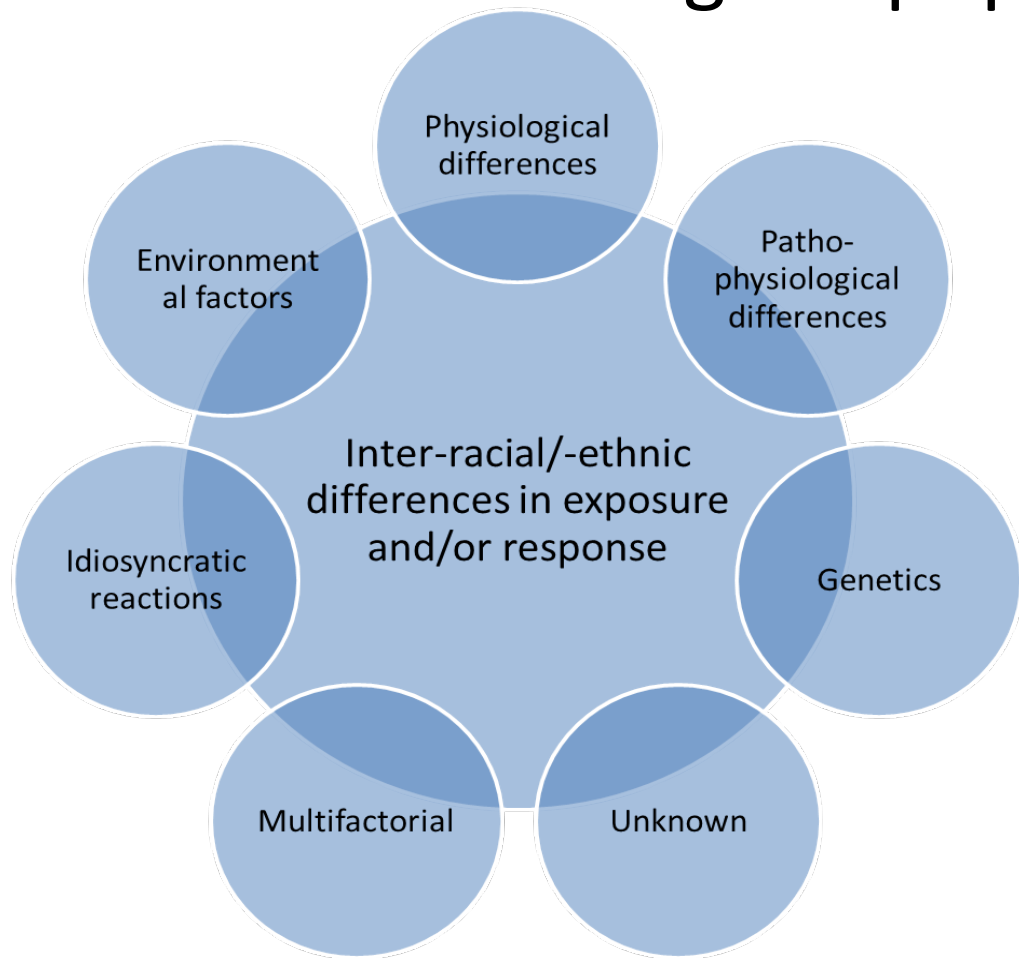 Physiological
differences
Patho-
physiological
differences
Environment
al factors
Inter-racial/-ethnic
differences in exposure
and/or response
Idiosyncratic
reactions
Genetics
Multifactorial
Unknown